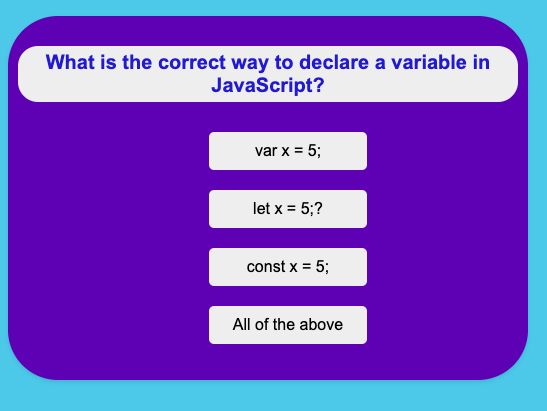 What is the correct way to declare a variable in
JavaScript?
var x = 5;
let x = 5;?
const x = 5;
All of the above